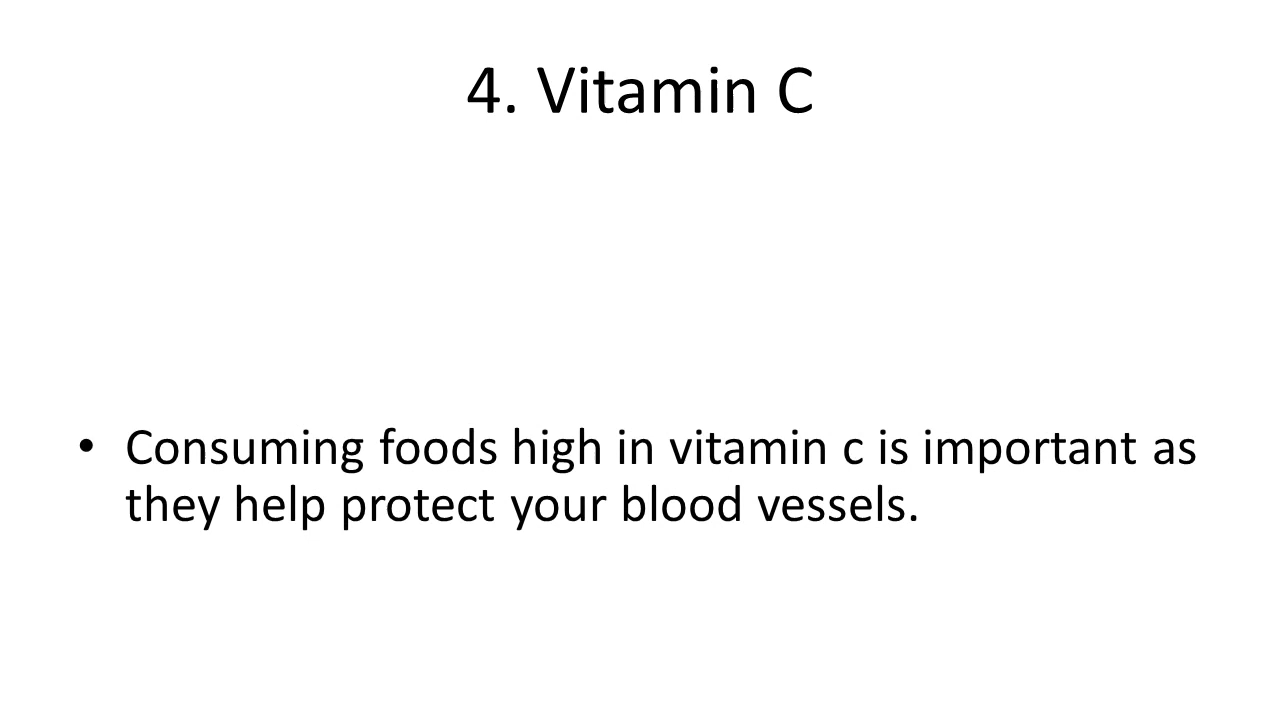 4. Vitamin C
• Consuming foods high in vitamin c is important as
they help protect your blood vessels.